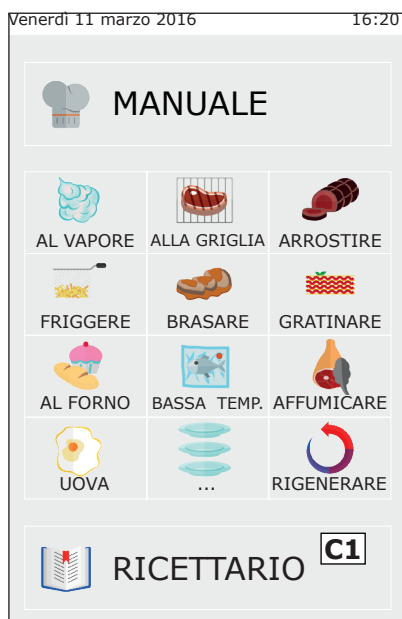 Venerdì 11 marzo 2016 16:20
MANUALE
AL VAPORE ALLA GRIGLIA ARROSTIRE
FRIGGERE BRASARE GRATINARE
AL FORNO BASSA TEMP. AFFUMICARE
UOVA ... RIGENERARE
RICETTARIO C1